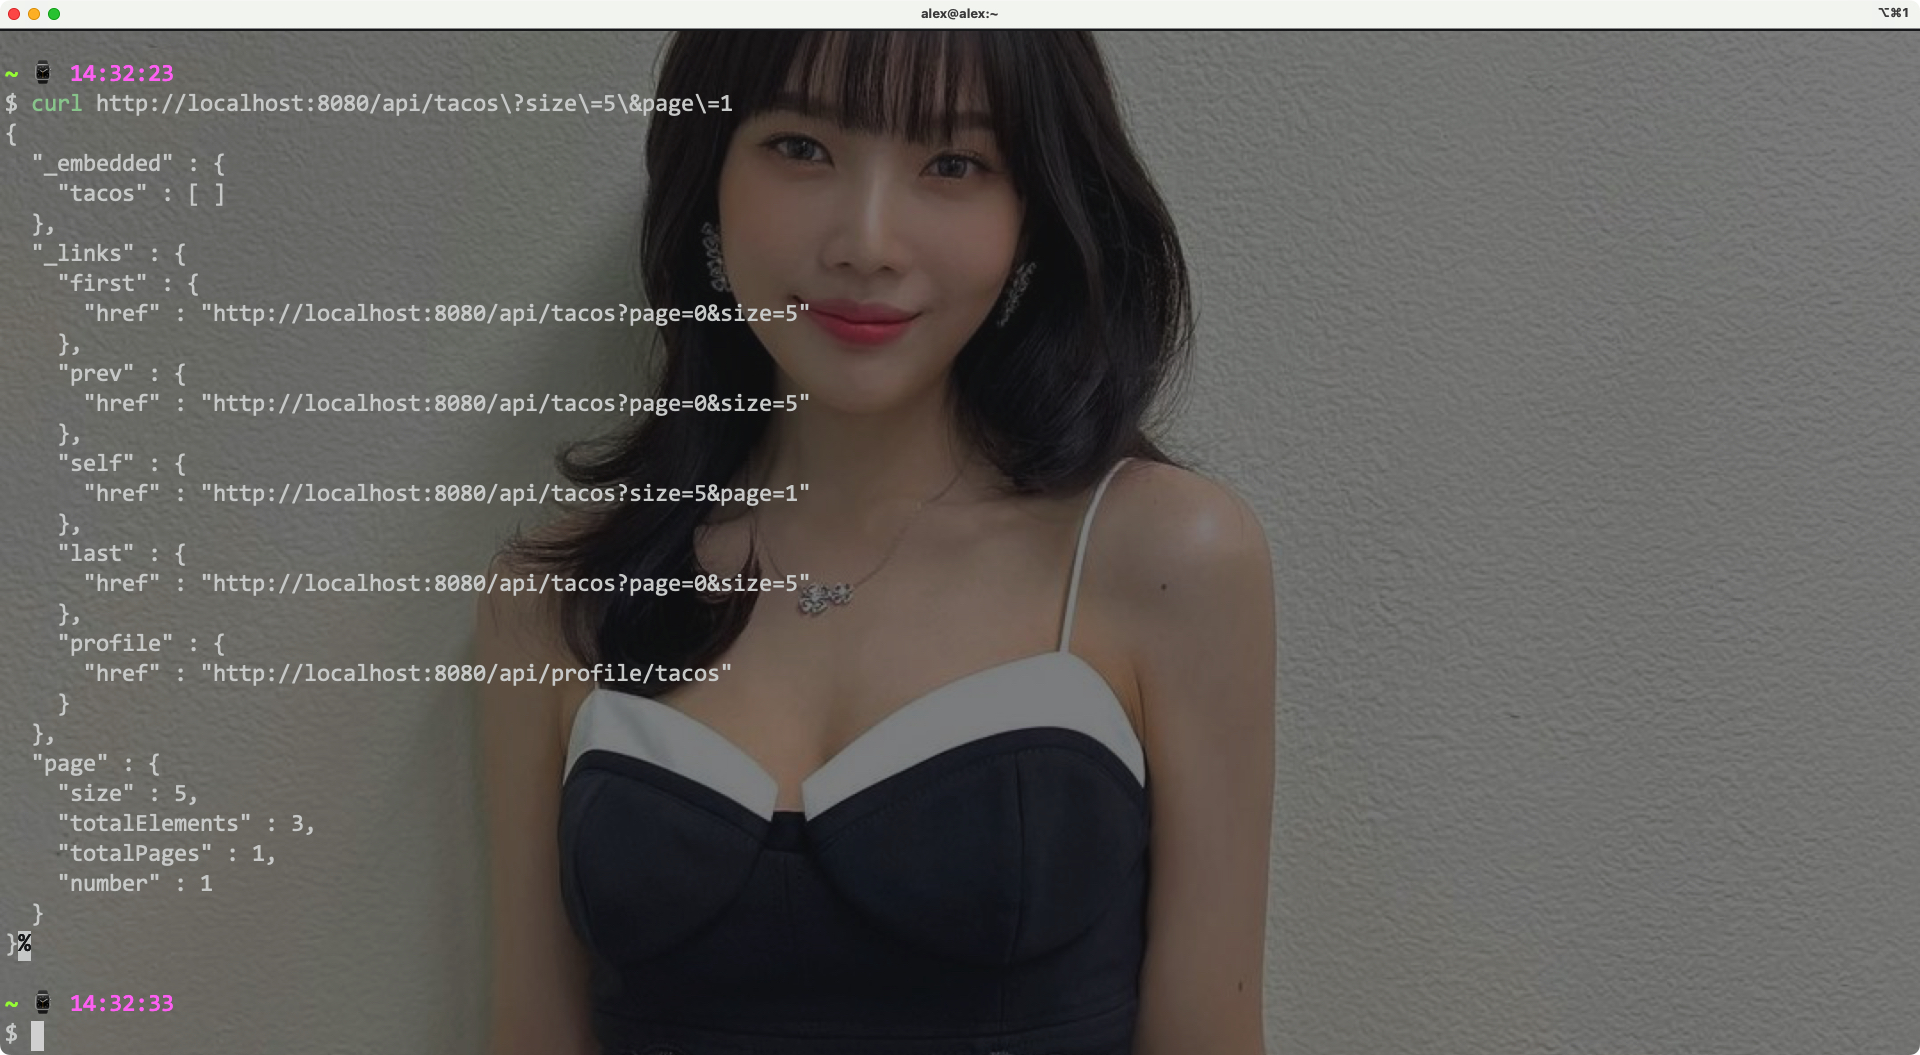 alex@alex:~
⌥⌘1
~ ⌚ 14:32:23
$ curl http://localhost:8080/api/tacos\?size\=5\&page\=1
{
  "_embedded" : {
    "tacos" : [ ]
  },
  "_links" : {
    "first" : {
      "href" : "http://localhost:8080/api/tacos?page=0&size=5"
    },
    "prev" : {
      "href" : "http://localhost:8080/api/tacos?page=0&size=5"
    },
    "self" : {
      "href" : "http://localhost:8080/api/tacos?size=5&page=1"
    },
    "last" : {
      "href" : "http://localhost:8080/api/tacos?page=0&size=5"
    },
    "profile" : {
      "href" : "http://localhost:8080/api/profile/tacos"
    }
  },
  "page" : {
    "size" : 5,
    "totalElements" : 3,
    "totalPages" : 1,
    "number" : 1
  }
}%
~ ⌚ 14:32:33
$